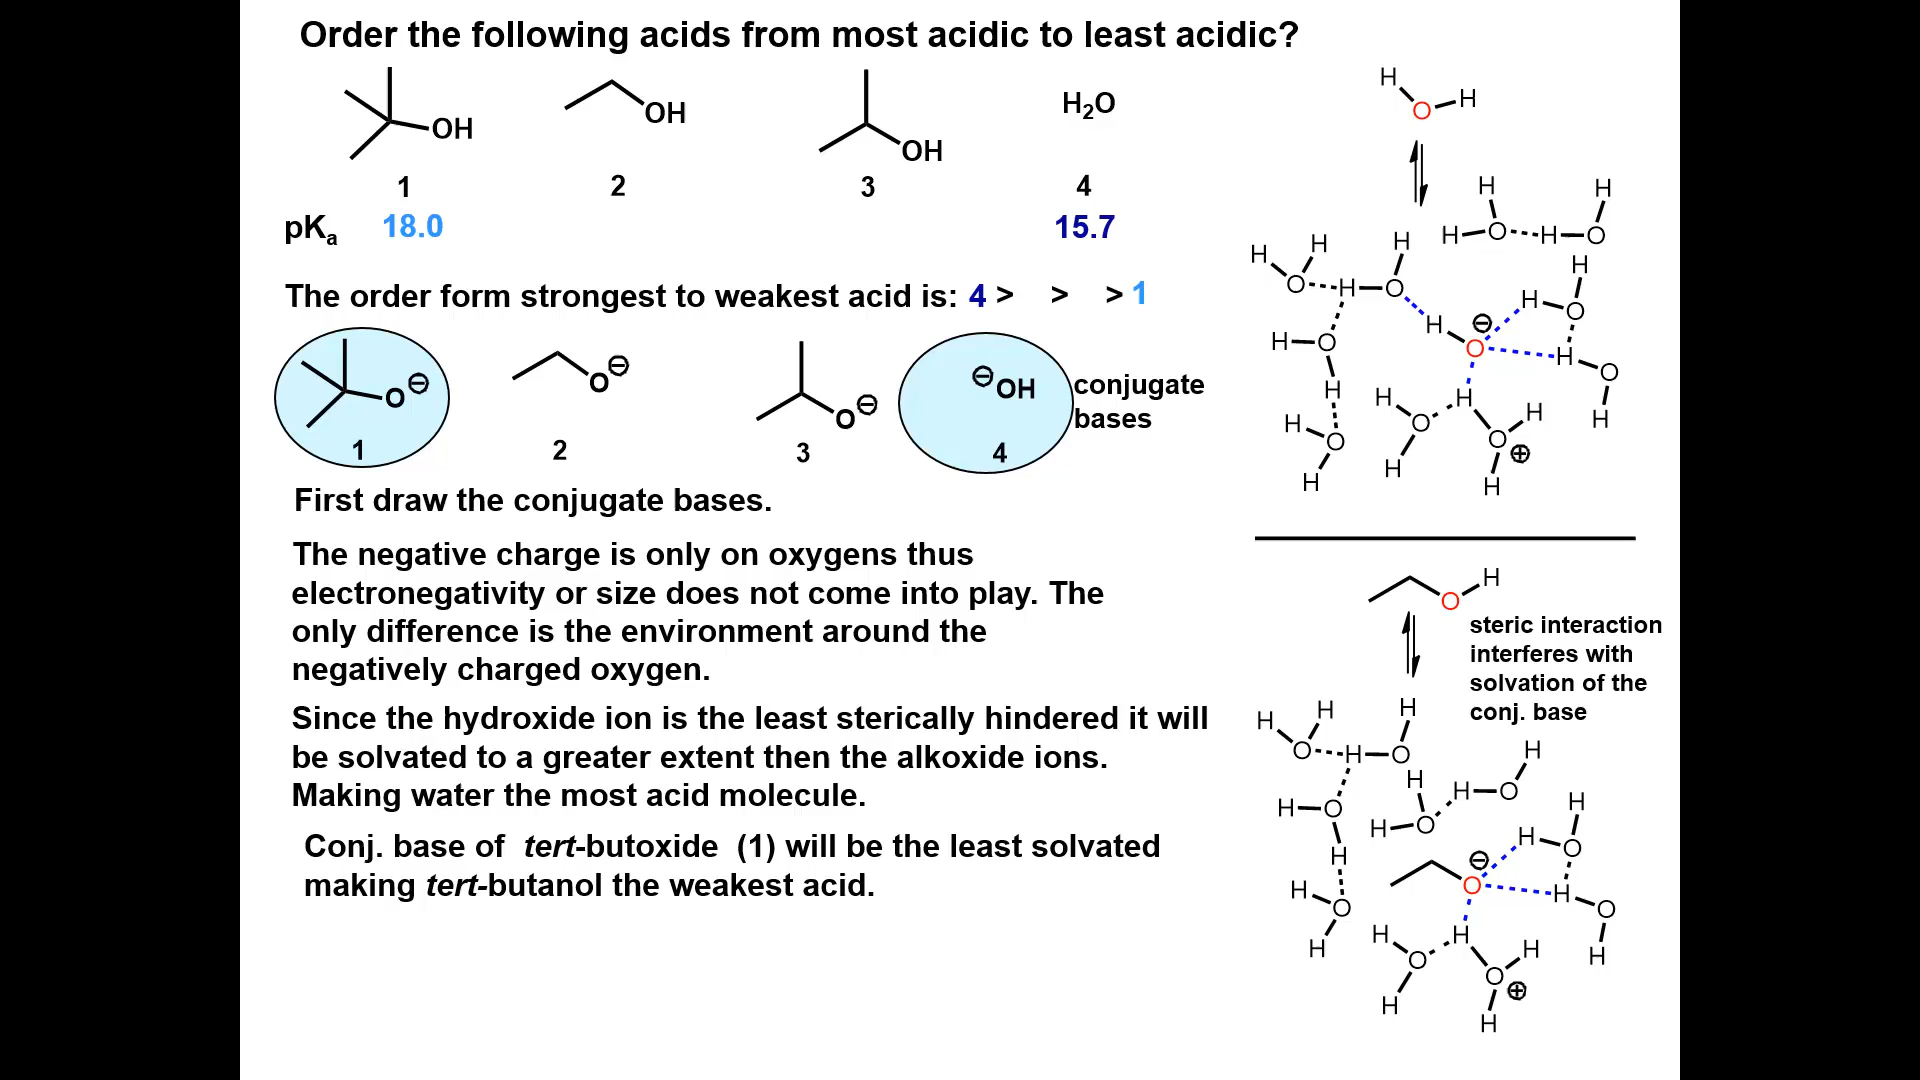 Order the following acids from most acidic to least acidic?
OH OH OH H₂O
1 2 3 4
pKₐ 18.0 15.7
The order form strongest to weakest acid is: 4 > > > 1
O⊖ O⊖ O⊖ ⊖OH
1 2 3 4
conjugate
bases
First draw the conjugate bases.
The negative charge is only on oxygens thus
electronegativity or size does not come into play. The
only difference is the environment around the
negatively charged oxygen.
Since the hydroxide ion is the least sterically hindered it will
be solvated to a greater extent then the alkoxide ions.
Making water the most acid molecule.
Conj. base of tert-butoxide (1) will be the least solvated
making tert-butanol the weakest acid.
H
O H
H H
H O H O
H H H H
O H O H O
H ⊖
H O O H
H H H O
H O H H
O ⊕ H
H H
H
O
steric interaction
interferes with
solvation of the
conj. base
H H H
O H O H
H O H H O
H O H O
H H
⊖
O H
H H H O
O H H
O ⊕ H
H H